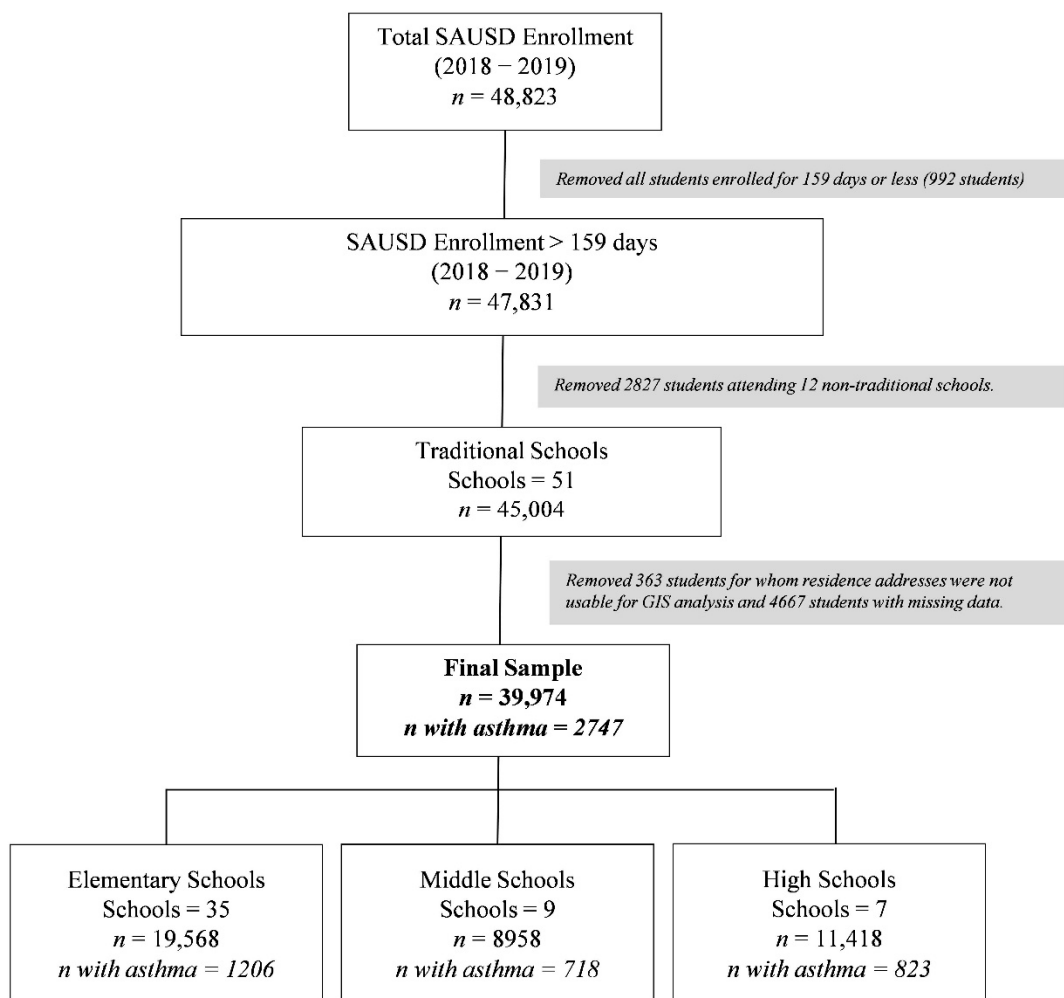 Total SAUSD Enrollment
(2018 − 2019)
n = 48,823
Removed all students enrolled for 159 days or less (992 students)
SAUSD Enrollment > 159 days
(2018 − 2019)
n = 47,831
Removed 2827 students attending 12 non-traditional schools.
Traditional Schools
Schools = 51
n = 45,004
Removed 363 students for whom residence addresses were not
usable for GIS analysis and 4667 students with missing data.
Final Sample
n = 39,974
n with asthma = 2747
Elementary Schools
Schools = 35
n = 19,568
n with asthma = 1206
Middle Schools
Schools = 9
n = 8958
n with asthma = 718
High Schools
Schools = 7
n = 11,418
n with asthma = 823